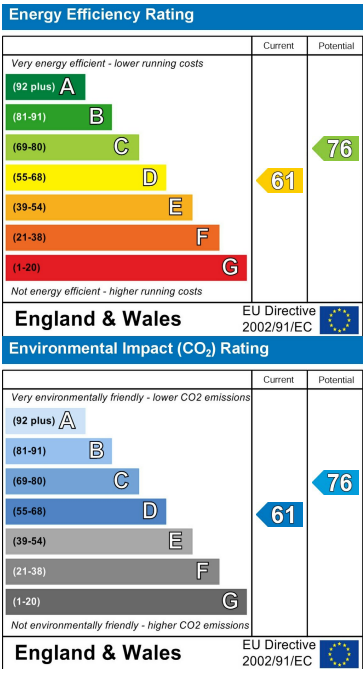 Energy Efficiency Rating
Current Potential
Very energy efficient - lower running costs
(92 plus) A
(81-91) B
(69-80) C
76
(55-68) D
61
(39-54) E
(21-38) F
(1-20) G
Not energy efficient - higher running costs
England & Wales
EU Directive
2002/91/EC
Environmental Impact (CO₂) Rating
Current Potential
Very environmentally friendly - lower CO2 emissions
(92 plus) A
(81-91) B
(69-80) C
76
(55-68) D
61
(39-54) E
(21-38) F
(1-20) G
Not environmentally friendly - higher CO2 emissions
England & Wales
EU Directive
2002/91/EC